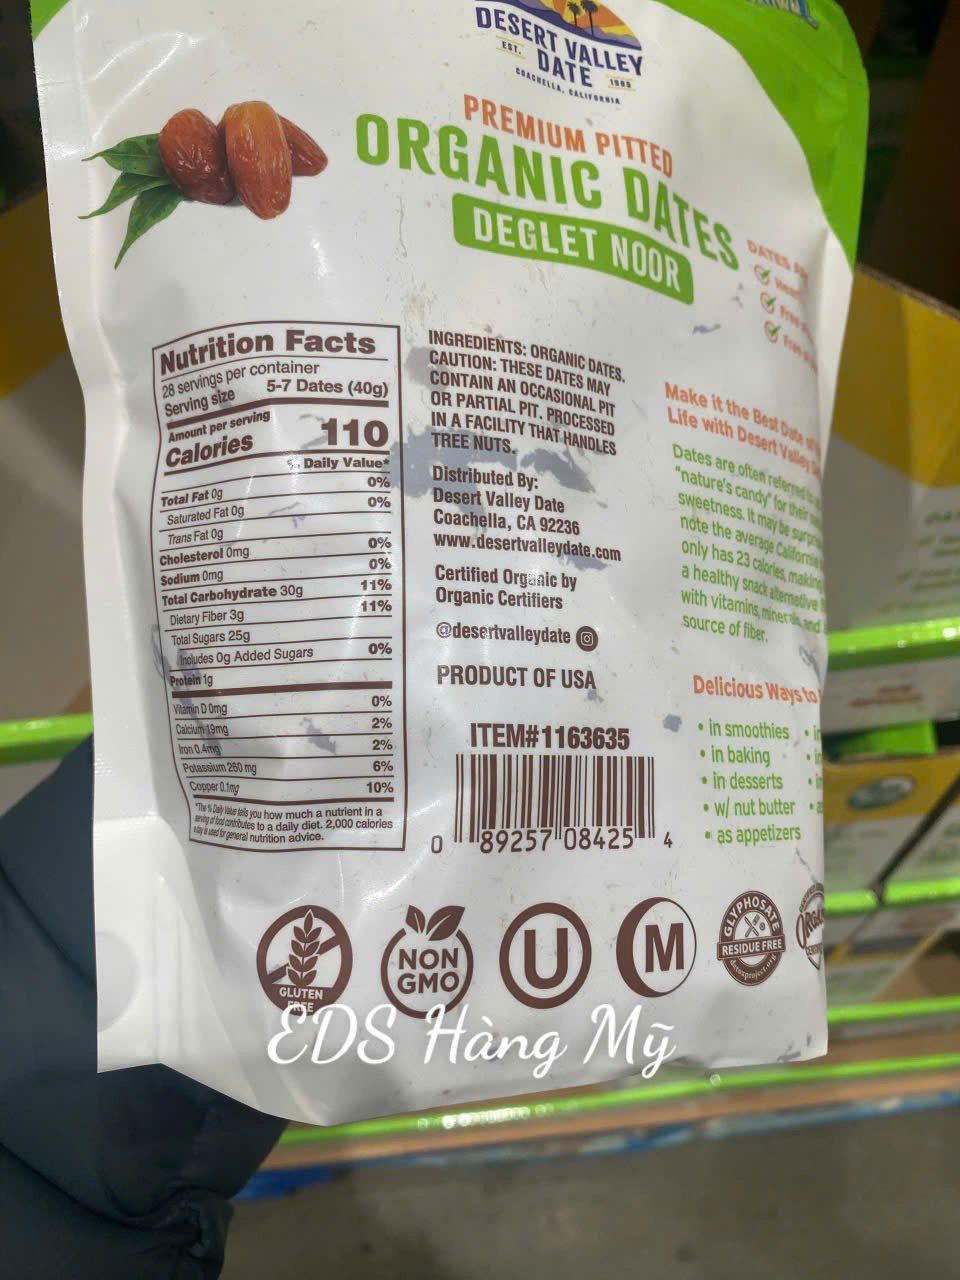 DESERT VALLEY
EST. DATE 1989
COACHELLA, CALIFORNIA
PREMIUM PITTED
ORGANIC DATES
DEGLET NOOR
DATES
Free
Free
Nutrition Facts
28 servings per container
Serving size 5-7 Dates (40g)
Amount per serving
Calories 110
% Daily Value*
Total Fat 0g 0%
Saturated Fat 0g 0%
Trans Fat 0g
Cholesterol 0mg 0%
Sodium 0mg 0%
Total Carbohydrate 30g 11%
Dietary Fiber 3g 11%
Total Sugars 25g
Includes 0g Added Sugars 0%
Protein 1g
Vitamin D 0mg 0%
Calcium 19mg 2%
Iron 0.4mg 2%
Potassium 260 mg 6%
Copper 0.1mg 10%
*The % Daily Value tells you how much a nutrient in a
serving of food contributes to a daily diet. 2,000 calories
a day is used for general nutrition advice.
INGREDIENTS: ORGANIC DATES.
CAUTION: THESE DATES MAY
CONTAIN AN OCCASIONAL PIT
OR PARTIAL PIT. PROCESSED
IN A FACILITY THAT HANDLES
TREE NUTS.
Distributed By:
Desert Valley Date
Coachella, CA 92236
www.desertvalleydate.com
Certified Organic by
Organic Certifiers
@desertvalleydate
PRODUCT OF USA
ITEM#1163635
0 89257 08425 4
Make it the Best Date of
Life with Desert Valley
Dates are often referred
"nature's candy" for their
sweetness. It may be
note the average
only has 23 calories, making
a healthy snack alternative
with vitamins, minerals, and
source of fiber.
Delicious Ways to
• in smoothies
• in baking
• in desserts
• w/ nut butter
• as appetizers
GLUTEN
FREE
NON
GMO
U
M
GLYPHOSATE
RESIDUE FREE
detoxproject.org
EDS Hàng Mỹ